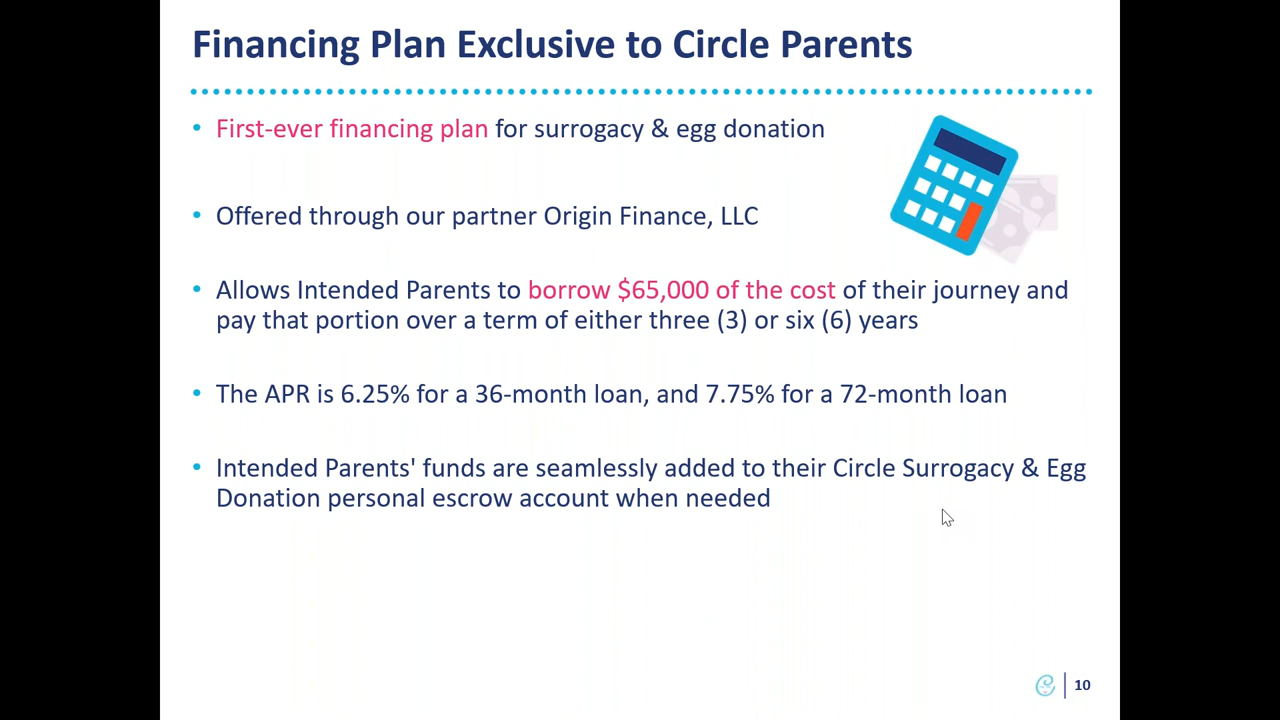 Financing Plan Exclusive to Circle Parents
• First-ever financing plan for surrogacy & egg donation
• Offered through our partner Origin Finance, LLC
• Allows Intended Parents to borrow $65,000 of the cost of their journey and
pay that portion over a term of either three (3) or six (6) years
• The APR is 6.25% for a 36-month loan, and 7.75% for a 72-month loan
• Intended Parents' funds are seamlessly added to their Circle Surrogacy & Egg
Donation personal escrow account when needed
10